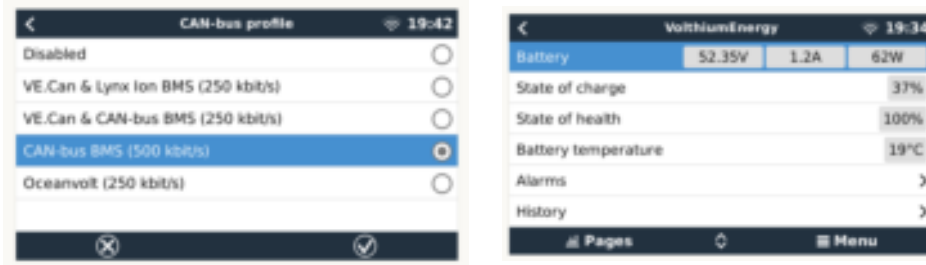 CAN-bus profile 19:42
Disabled
VE.Can & Lynx Ion BMS (250 kbit/s)
VE.Can & CAN-bus BMS (250 kbit/s)
CAN-bus BMS (500 kbit/s)
Oceanvolt (250 kbit/s)
VolthiumEnergy 19:34
Battery 52.35V 1.2A 62W
State of charge 37%
State of health 100%
Battery temperature 19°C
Alarms
History
Pages Menu